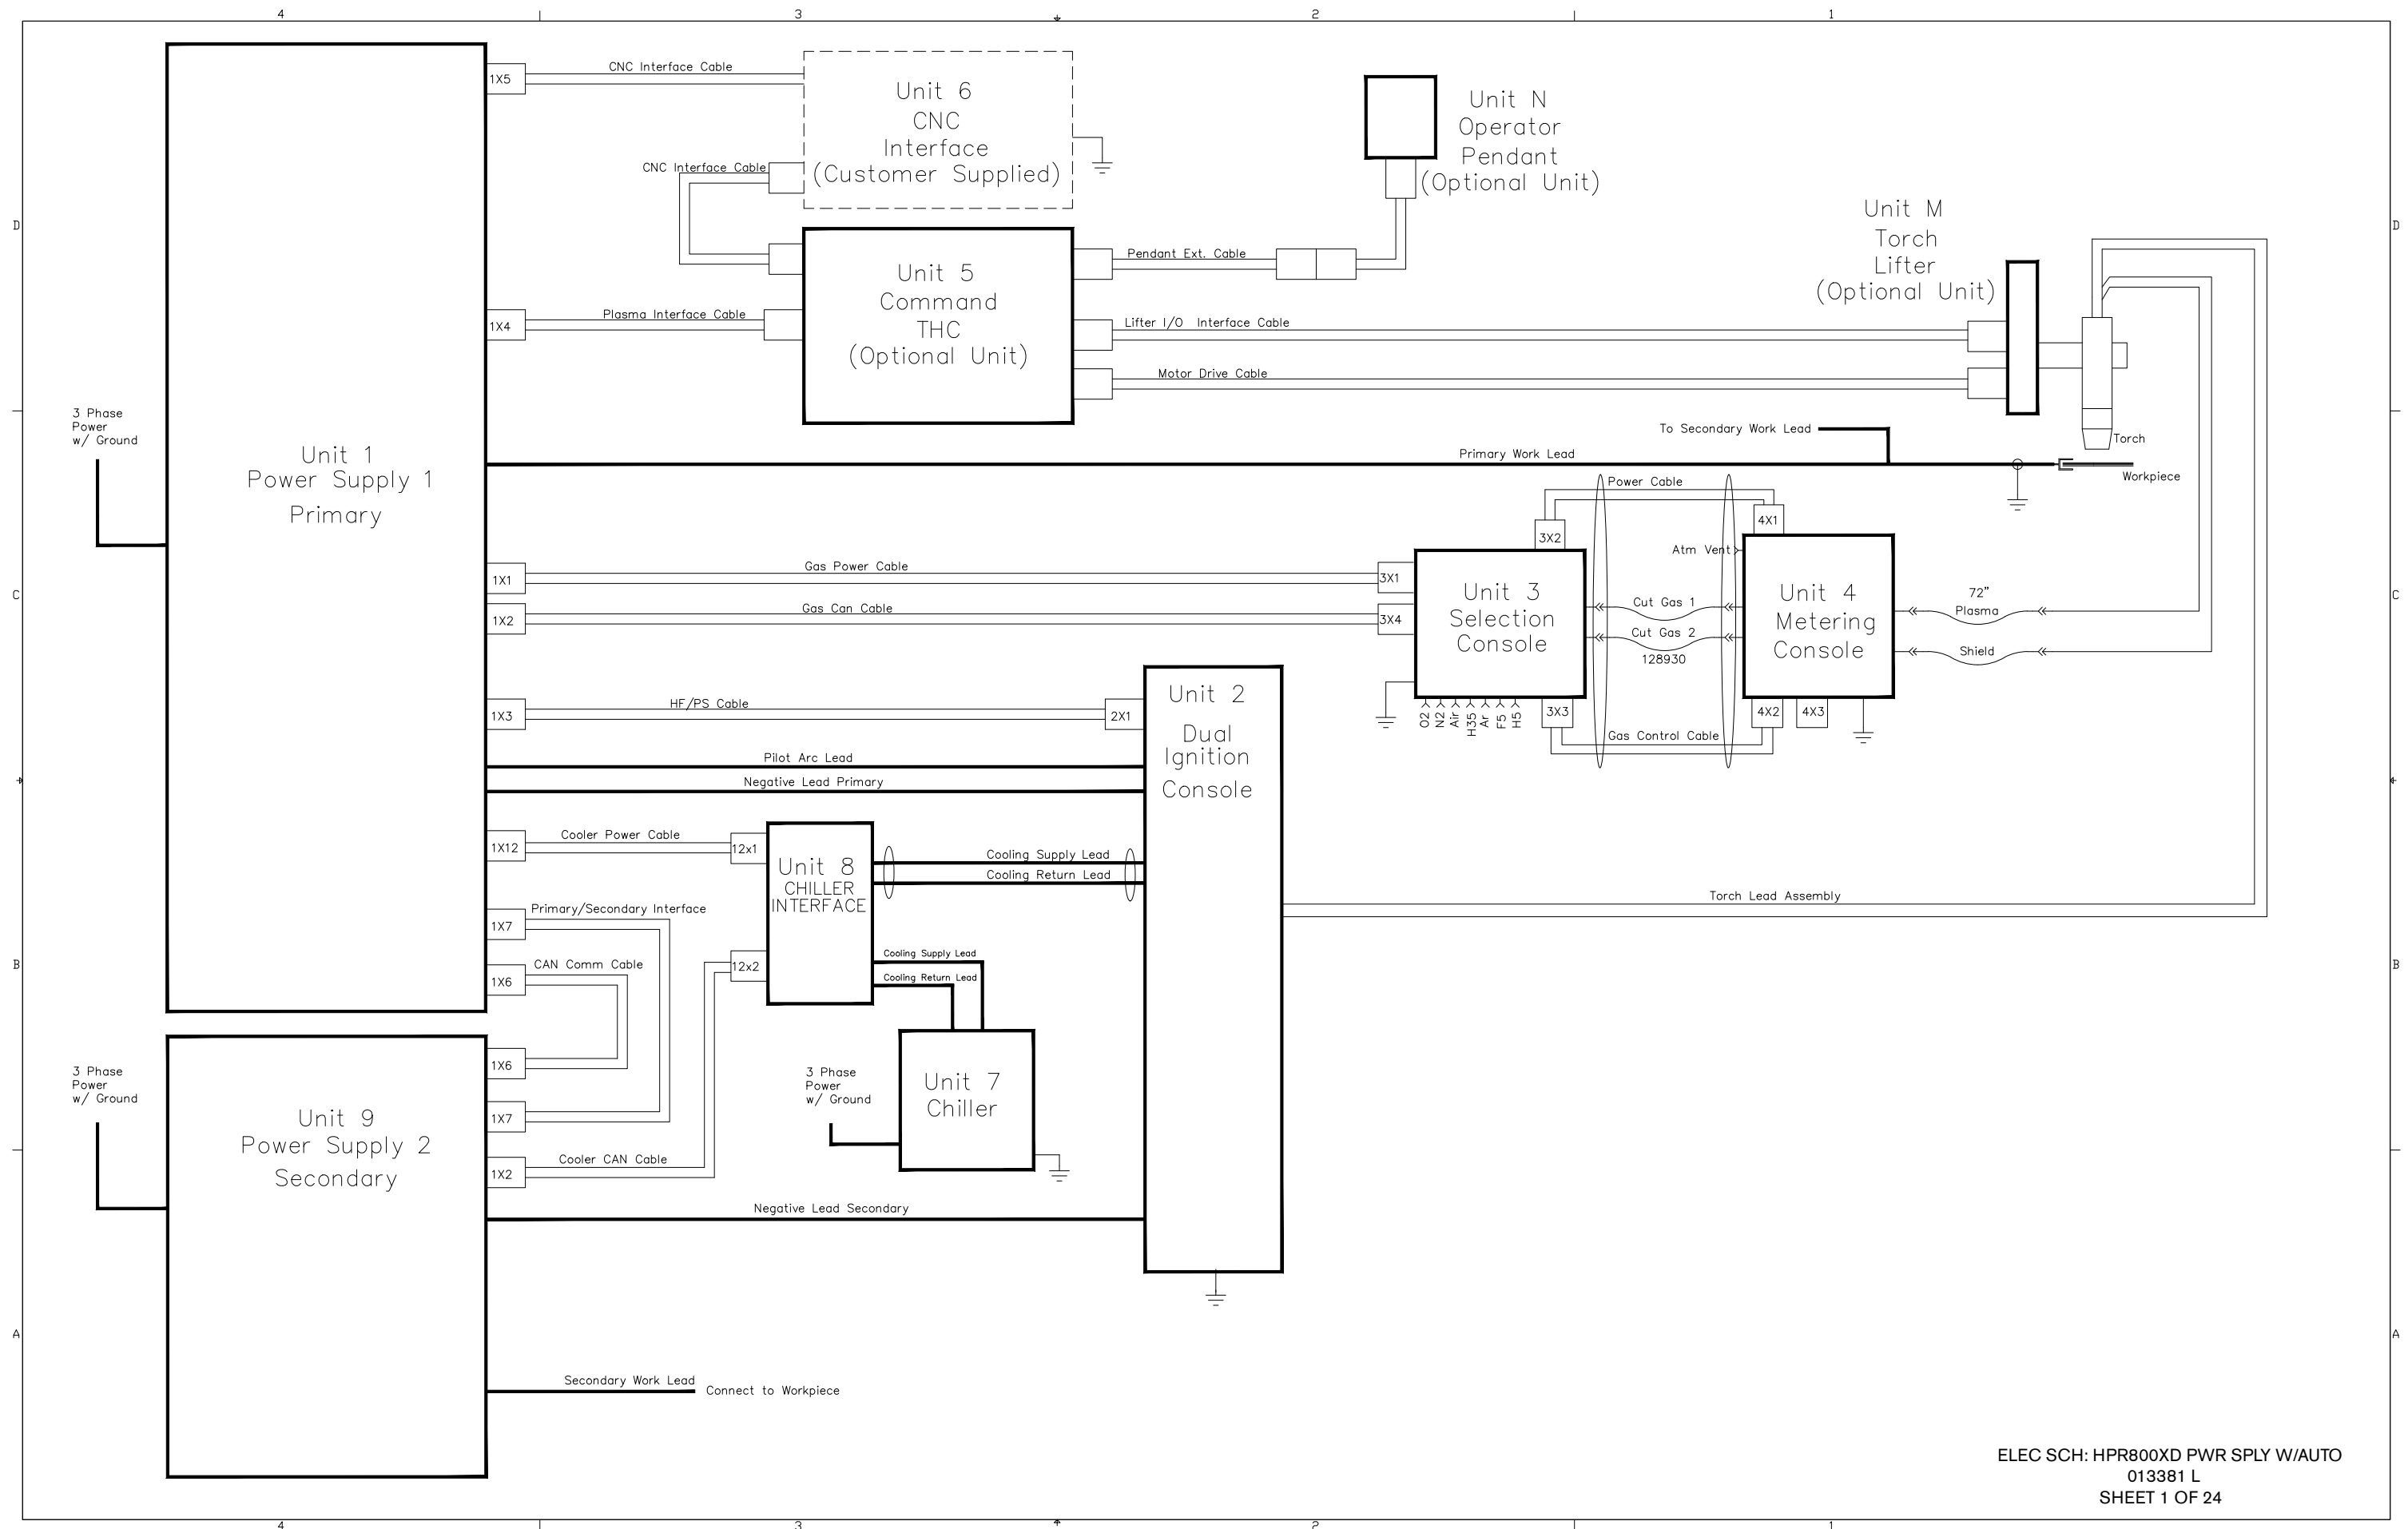 4
3
2
1
D
D
C
C
B
B
A
A
4
3
2
1
Unit 1
Power Supply 1
Primary
3 Phase
Power
w/ Ground
1X5
CNC Interface Cable
Unit 6
CNC
Interface
(Customer Supplied)
CNC Interface Cable
Unit N
Operator
Pendant
(Optional Unit)
Unit 5
Command
THC
(Optional Unit)
Pendant Ext. Cable
1X4
Plasma Interface Cable
Lifter I/O Interface Cable
Motor Drive Cable
Unit M
Torch
Lifter
(Optional Unit)
Torch
To Secondary Work Lead
Primary Work Lead
Workpiece
Power Cable
3X2
4X1
Atm Vent
1X1
Gas Power Cable
3X1
1X2
Gas Can Cable
3X4
Unit 3
Selection
Console
Cut Gas 1
Cut Gas 2
128930
Unit 4
Metering
Console
72"
Plasma
Shield
O2
N2
Air
H35
Ar
F5
H5
3X3
4X2
4X3
Gas Control Cable
1X3
HF/PS Cable
2X1
Unit 2
Dual
Ignition
Console
Pilot Arc Lead
Negative Lead Primary
1X12
Cooler Power Cable
12x1
Unit 8
CHILLER
INTERFACE
Cooling Supply Lead
Cooling Return Lead
Torch Lead Assembly
1X7
Primary/Secondary Interface
1X6
CAN Comm Cable
12x2
Cooling Supply Lead
Cooling Return Lead
Unit 9
Power Supply 2
Secondary
3 Phase
Power
w/ Ground
1X6
1X7
1X2
Cooler CAN Cable
3 Phase
Power
w/ Ground
Unit 7
Chiller
Negative Lead Secondary
Secondary Work Lead
Connect to Workpiece
ELEC SCH: HPR800XD PWR SPLY W/AUTO
013381 L
SHEET 1 OF 24